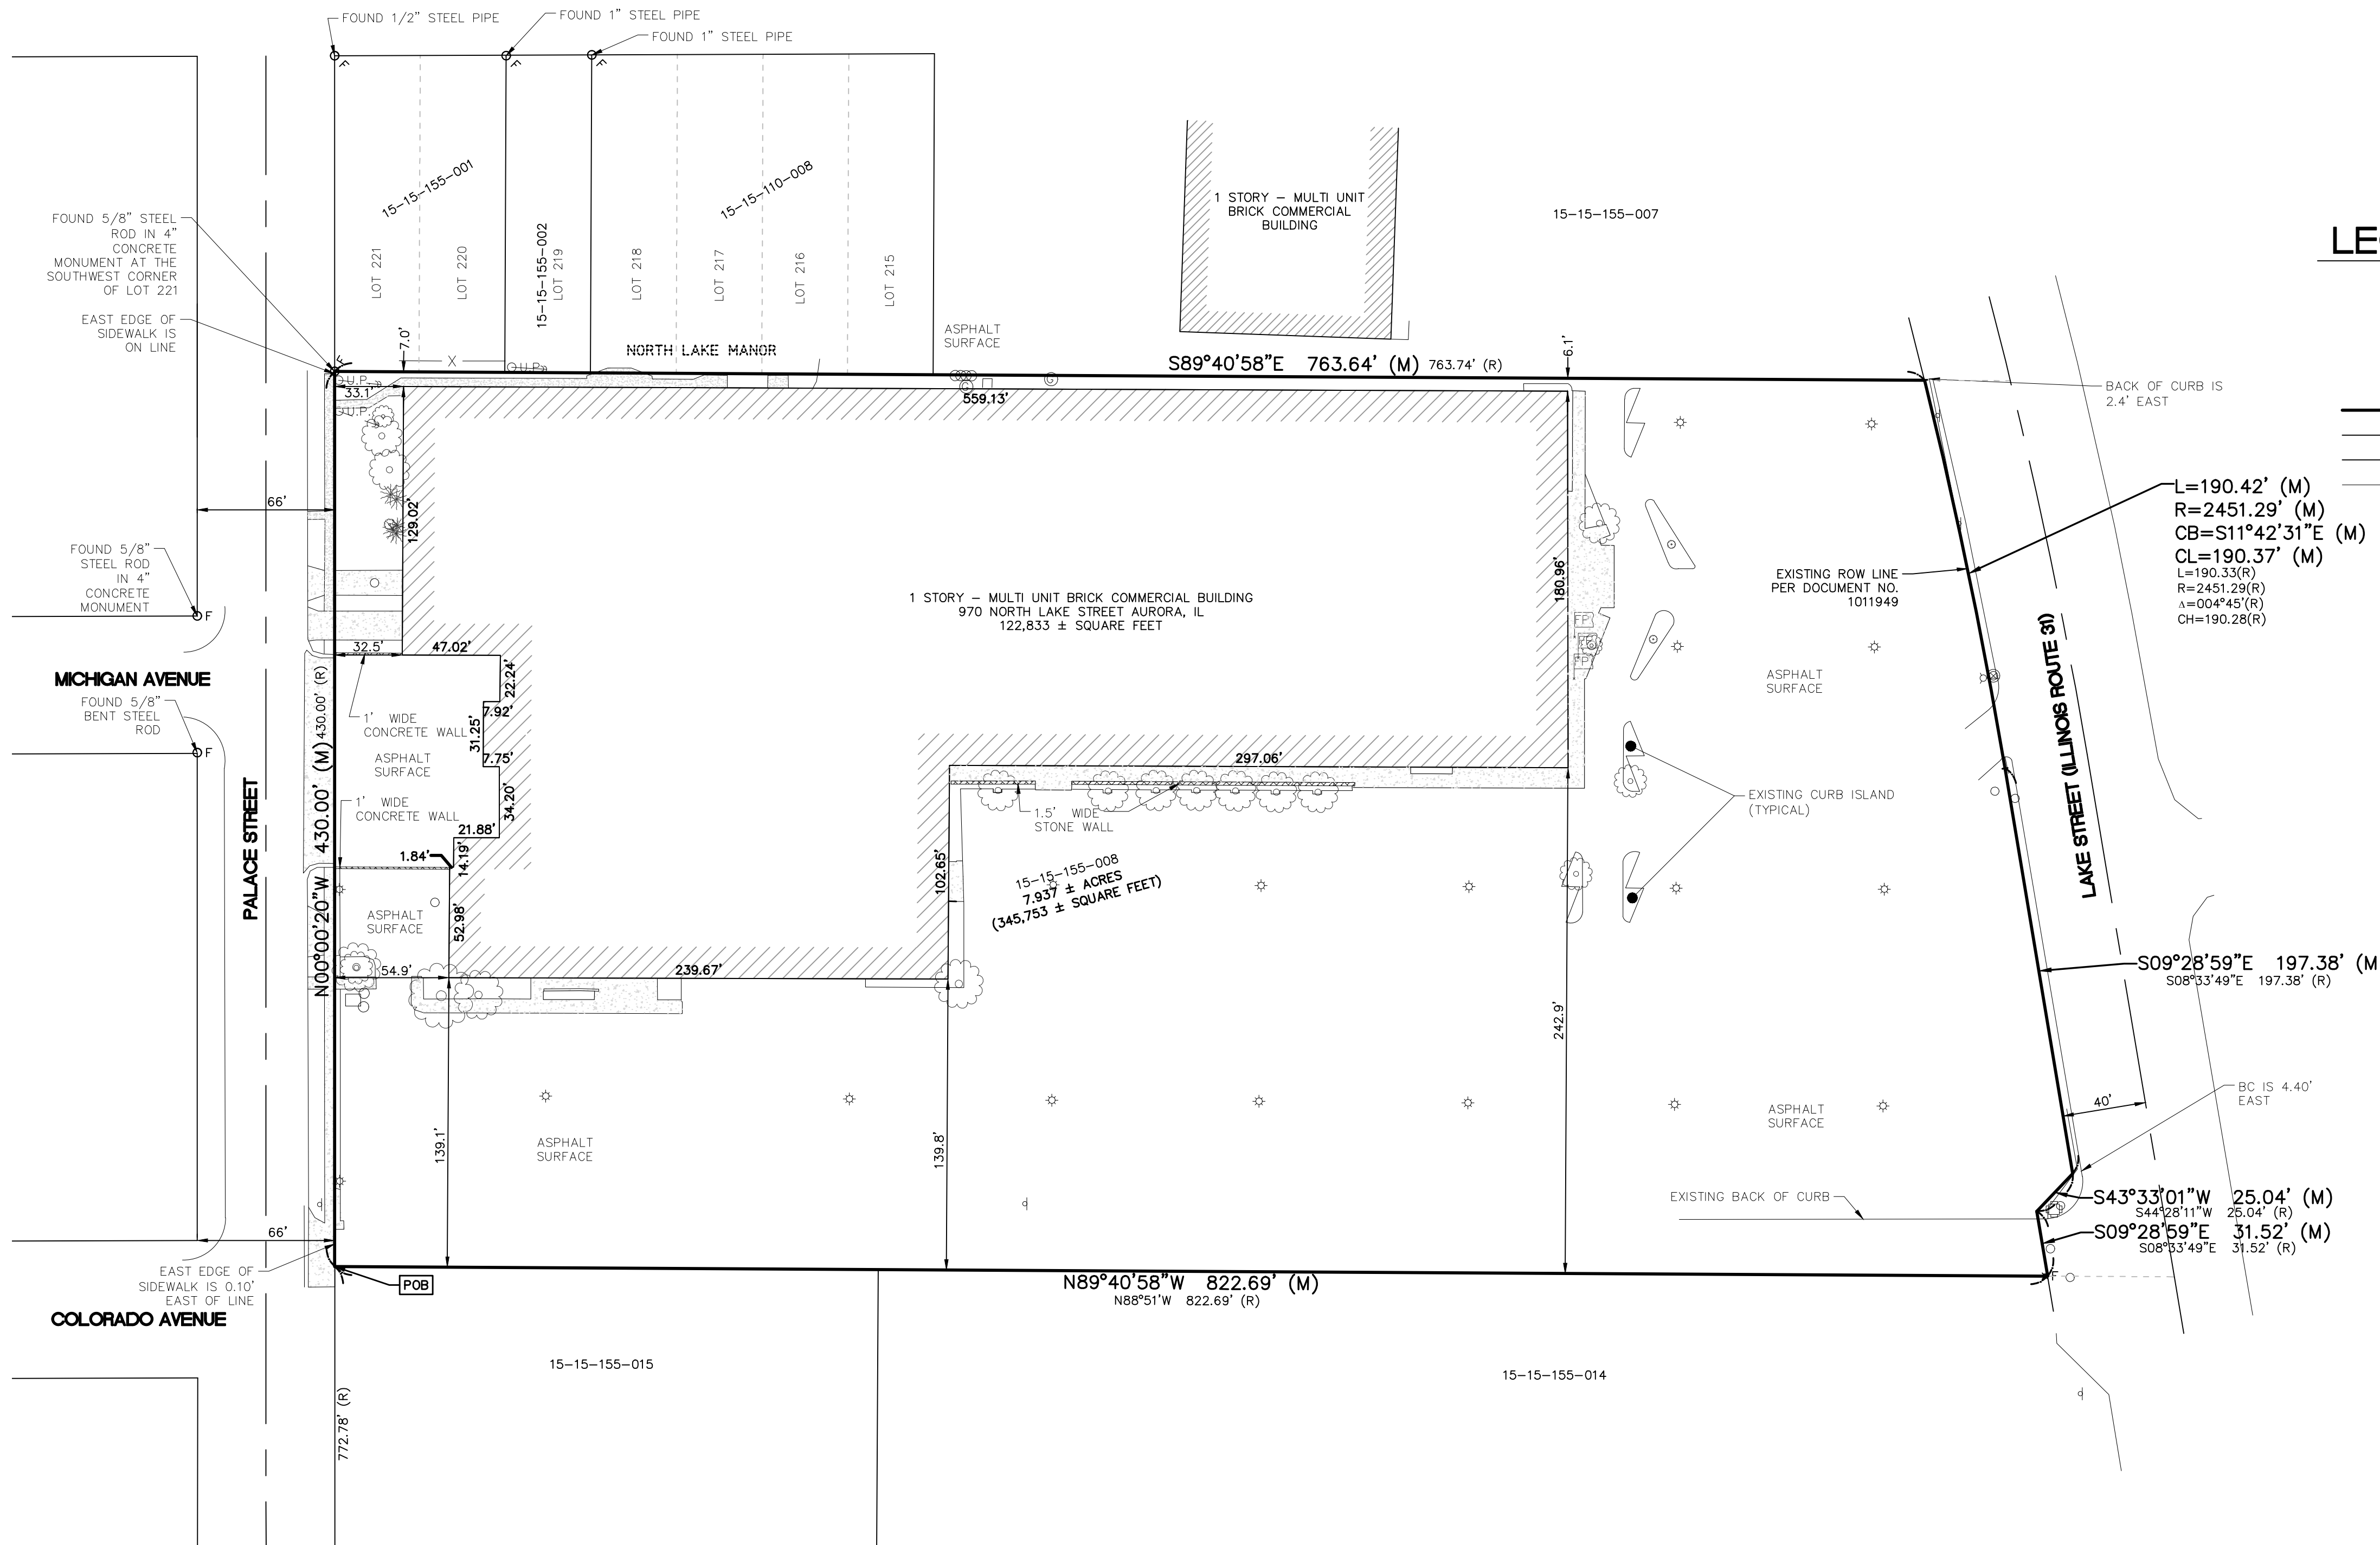 FOUND 1/2" STEEL PIPE
FOUND 1" STEEL PIPE
FOUND 1" STEEL PIPE
F
F
F
15-15-155-001
15-15-155-002
15-15-110-008
LOT 221
LOT 220
LOT 219
LOT 218
LOT 217
LOT 216
LOT 215
1 STORY – MULTI UNIT
BRICK COMMERCIAL
BUILDING
15-15-155-007
LE
FOUND 5/8" STEEL
ROD IN 4"
CONCRETE
MONUMENT AT THE
SOUTHWEST CORNER
OF LOT 221
EAST EDGE OF
SIDEWALK IS
ON LINE
F
7.0'
X
U.P.
NORTH LAKE MANOR
ASPHALT
SURFACE
S89°40'58"E 763.64' (M) 763.74' (R)
6.1'
BACK OF CURB IS
2.4' EAST
U.P.
33.1'
U.P.
G
G
559.13'
66'
129.02'
180.96'
L=190.42' (M)
R=2451.29' (M)
CB=S11°42'31"E (M)
CL=190.37' (M)
L=190.33(R)
R=2451.29(R)
Δ=004°45'(R)
CH=190.28(R)
EXISTING ROW LINE
PER DOCUMENT NO.
1011949
FOUND 5/8"
STEEL ROD
IN 4"
CONCRETE
MONUMENT
F
1 STORY – MULTI UNIT BRICK COMMERCIAL BUILDING
970 NORTH LAKE STREET AURORA, IL
122,833 ± SQUARE FEET
FP
FP
FP
LAKE STREET (ILLINOIS ROUTE 31)
32.5'
47.02'
22.24'
MICHIGAN AVENUE
FOUND 5/8"
BENT STEEL
ROD
F
ASPHALT
SURFACE
1' WIDE
CONCRETE WALL
7.92'
31.25'
ASPHALT
SURFACE
7.75'
34.20'
297.06'
1' WIDE
CONCRETE WALL
1.5' WIDE
STONE WALL
EXISTING CURB ISLAND
(TYPICAL)
PALACE STREET
N00°00'20"W 430.00' (M) 430.00' (R)
21.88'
1.84'
14.19'
102.65'
15-15-155-008
7.937 ± ACRES
(345,753 ± SQUARE FEET)
ASPHALT
SURFACE
52.98'
54.9'
239.67'
S09°28'59"E 197.38' (M
S08°33'49"E 197.38' (R)
242.9'
BC IS 4.40'
EAST
40'
139.1'
ASPHALT
SURFACE
139.8'
ASPHALT
SURFACE
EXISTING BACK OF CURB
S43°33'01"W 25.04' (M)
S44°28'11"W 25.04' (R)
S09°28'59"E 31.52' (M)
S08°33'49"E 31.52' (R)
66'
EAST EDGE OF
SIDEWALK IS 0.10'
EAST OF LINE
POB
F
N89°40'58"W 822.69' (M)
N88°51'W 822.69' (R)
COLORADO AVENUE
15-15-155-015
15-15-155-014
772.78' (R)